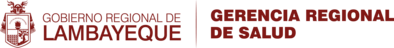 GOBIERNO REGIONAL DE
LAMBAYEQUE
GERENCIA REGIONAL
DE SALUD